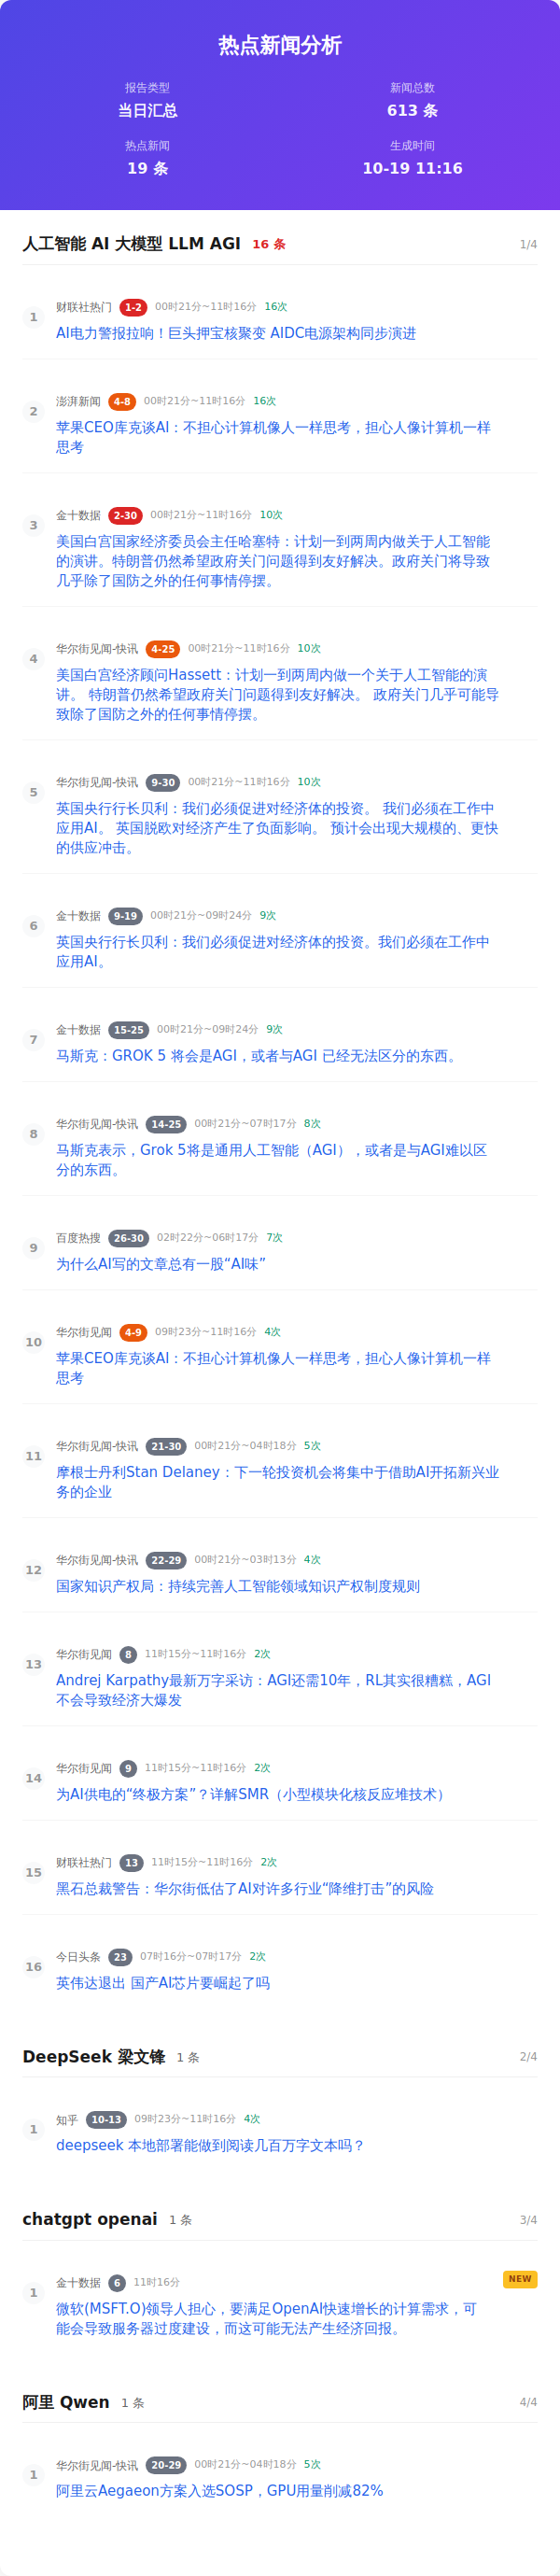 热点新闻分析
报告类型
当日汇总
新闻总数
613 条
热点新闻
19 条
生成时间
10-19 11:16
人工智能 AI 大模型 LLM AGI 16 条 1/4
1
财联社热门 1-2 00时21分~11时16分 16次
AI电力警报拉响！巨头押宝核聚变 AIDC电源架构同步演进
2
澎湃新闻 4-8 00时21分~11时16分 16次
苹果CEO库克谈AI：不担心计算机像人一样思考，担心人像计算机一样
思考
3
金十数据 2-30 00时21分~11时16分 10次
美国白宫国家经济委员会主任哈塞特：计划一到两周内做关于人工智能
的演讲。特朗普仍然希望政府关门问题得到友好解决。政府关门将导致
几乎除了国防之外的任何事情停摆。
4
华尔街见闻-快讯 4-25 00时21分~11时16分 10次
美国白宫经济顾问Hassett：计划一到两周内做一个关于人工智能的演
讲。 特朗普仍然希望政府关门问题得到友好解决。 政府关门几乎可能导
致除了国防之外的任何事情停摆。
5
华尔街见闻-快讯 9-30 00时21分~11时16分 10次
英国央行行长贝利：我们必须促进对经济体的投资。 我们必须在工作中
应用AI。 英国脱欧对经济产生了负面影响。 预计会出现大规模的、更快
的供应冲击。
6
金十数据 9-19 00时21分~09时24分 9次
英国央行行长贝利：我们必须促进对经济体的投资。我们必须在工作中
应用AI。
7
金十数据 15-25 00时21分~09时24分 9次
马斯克：GROK 5 将会是AGI，或者与AGI 已经无法区分的东西。
8
华尔街见闻-快讯 14-25 00时21分~07时17分 8次
马斯克表示，Grok 5将是通用人工智能（AGI），或者是与AGI难以区
分的东西。
9
百度热搜 26-30 02时22分~06时17分 7次
为什么AI写的文章总有一股“AI味”
10
华尔街见闻 4-9 09时23分~11时16分 4次
苹果CEO库克谈AI：不担心计算机像人一样思考，担心人像计算机一样
思考
11
华尔街见闻-快讯 21-30 00时21分~04时18分 5次
摩根士丹利Stan Delaney：下一轮投资机会将集中于借助AI开拓新兴业
务的企业
12
华尔街见闻-快讯 22-29 00时21分~03时13分 4次
国家知识产权局：持续完善人工智能领域知识产权制度规则
13
华尔街见闻 8 11时15分~11时16分 2次
Andrej Karpathy最新万字采访：AGI还需10年，RL其实很糟糕，AGI
不会导致经济大爆发
14
华尔街见闻 9 11时15分~11时16分 2次
为AI供电的“终极方案”？详解SMR（小型模块化核反应堆技术）
15
财联社热门 13 11时15分~11时16分 2次
黑石总裁警告：华尔街低估了AI对许多行业“降维打击”的风险
16
今日头条 23 07时16分~07时17分 2次
英伟达退出 国产AI芯片要崛起了吗
DeepSeek 梁文锋 1 条 2/4
1
知乎 10-13 09时23分~11时16分 4次
deepseek 本地部署能做到阅读几百万字文本吗？
chatgpt openai 1 条 3/4
1
金十数据 6 11时16分 NEW
微软(MSFT.O)领导人担心，要满足OpenAI快速增长的计算需求，可
能会导致服务器过度建设，而这可能无法产生经济回报。
阿里 Qwen 1 条 4/4
1
华尔街见闻-快讯 20-29 00时21分~04时18分 5次
阿里云Aegaeon方案入选SOSP，GPU用量削减82%